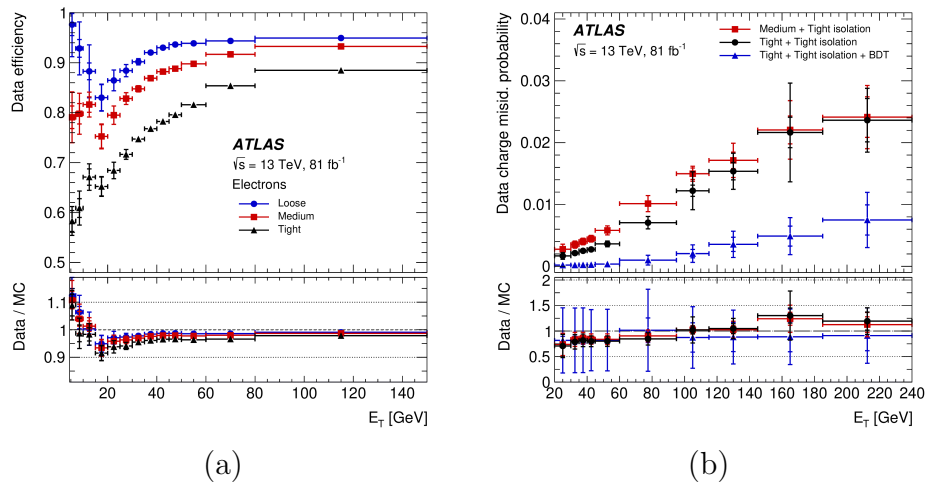 Data efficiency
1
0.9
0.8
0.7
0.6
0.5
ATLAS
√s = 13 TeV, 81 fb-1
Electrons
Loose
Medium
Tight
Data / MC
1.1
1
0.9
20 40 60 80 100 120 140
ET [GeV]
(a)
Data charge misid. probability
0.04
0.03
0.02
0.01
0
ATLAS
√s = 13 TeV, 81 fb-1
Medium + Tight isolation
Tight + Tight isolation
Tight + Tight isolation + BDT
Data / MC
2
1.5
1
0.5
0
20 40 60 80 100 120 140 160 180 200 220 240
ET [GeV]
(b)